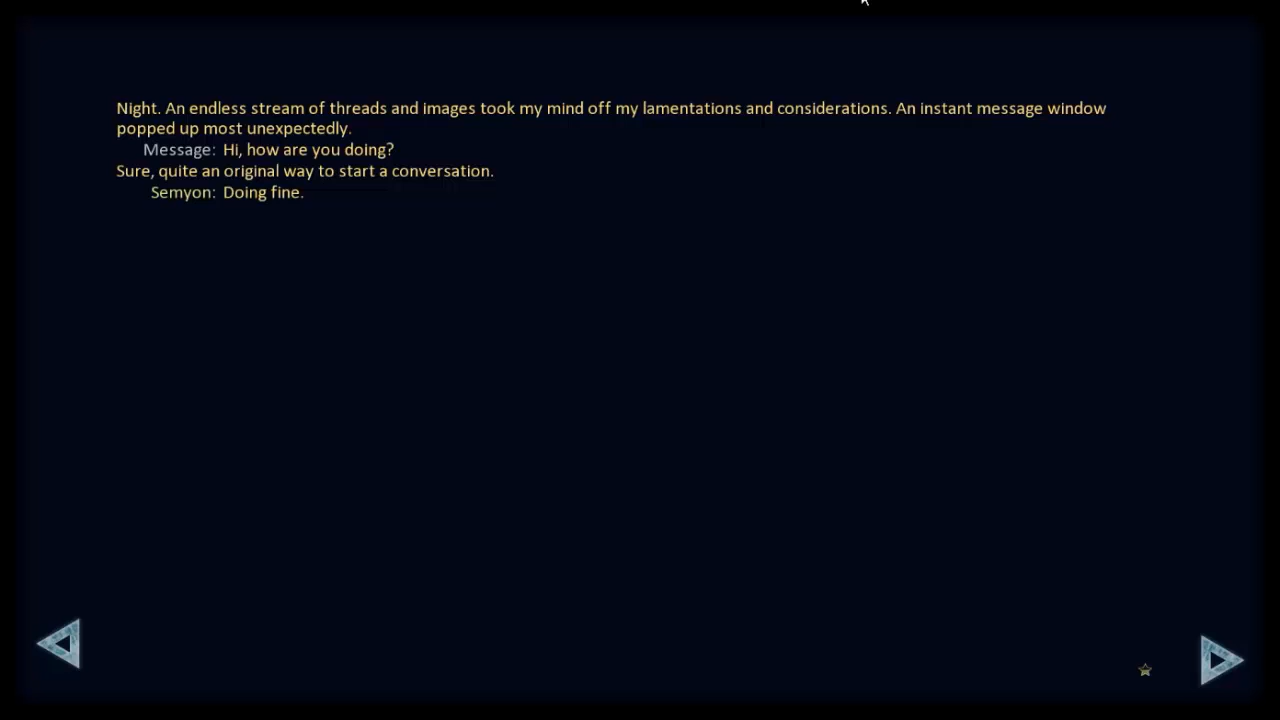 Night. An endless stream of threads and images took my mind off my lamentations and considerations. An instant message window
popped up most unexpectedly.
Message: Hi, how are you doing?
Sure, quite an original way to start a conversation.
Semyon: Doing fine.